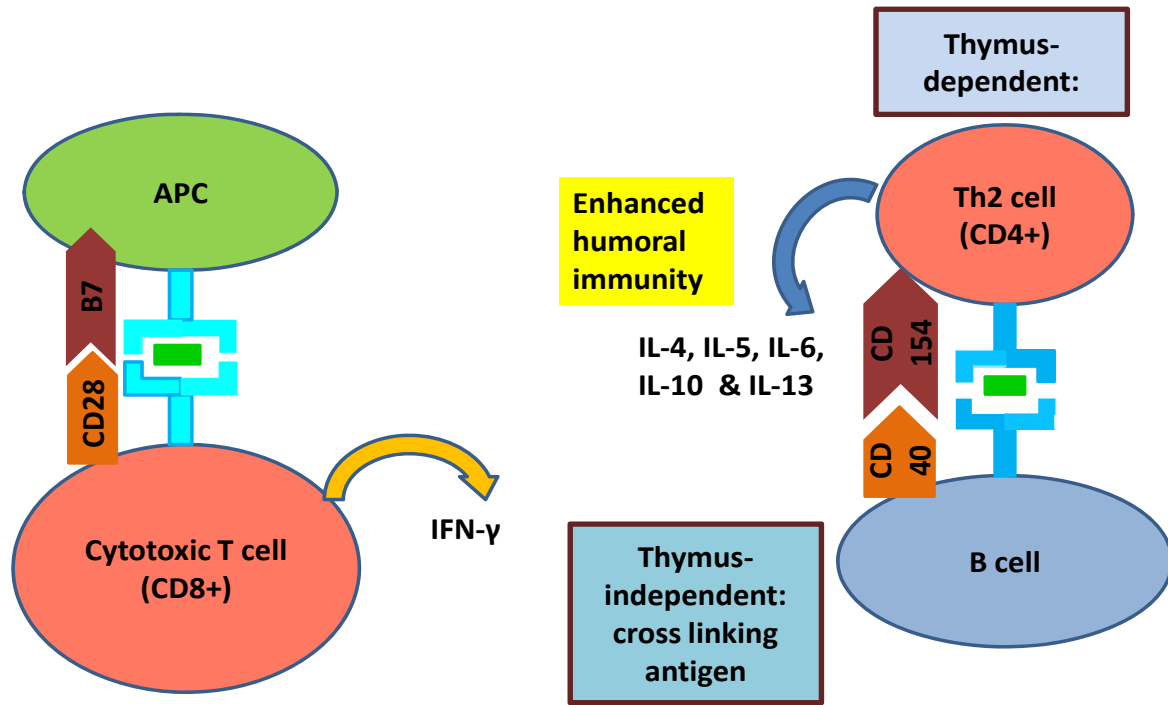 APC
B7
CD28
Cytotoxic T cell
(CD8+)
IFN-γ
Thymus-
dependent:
Th2 cell
(CD4+)
Enhanced
humoral
immunity
IL-4, IL-5, IL-6,
IL-10 & IL-13
CD
154
CD
40
B cell
Thymus-
independent:
cross linking
antigen